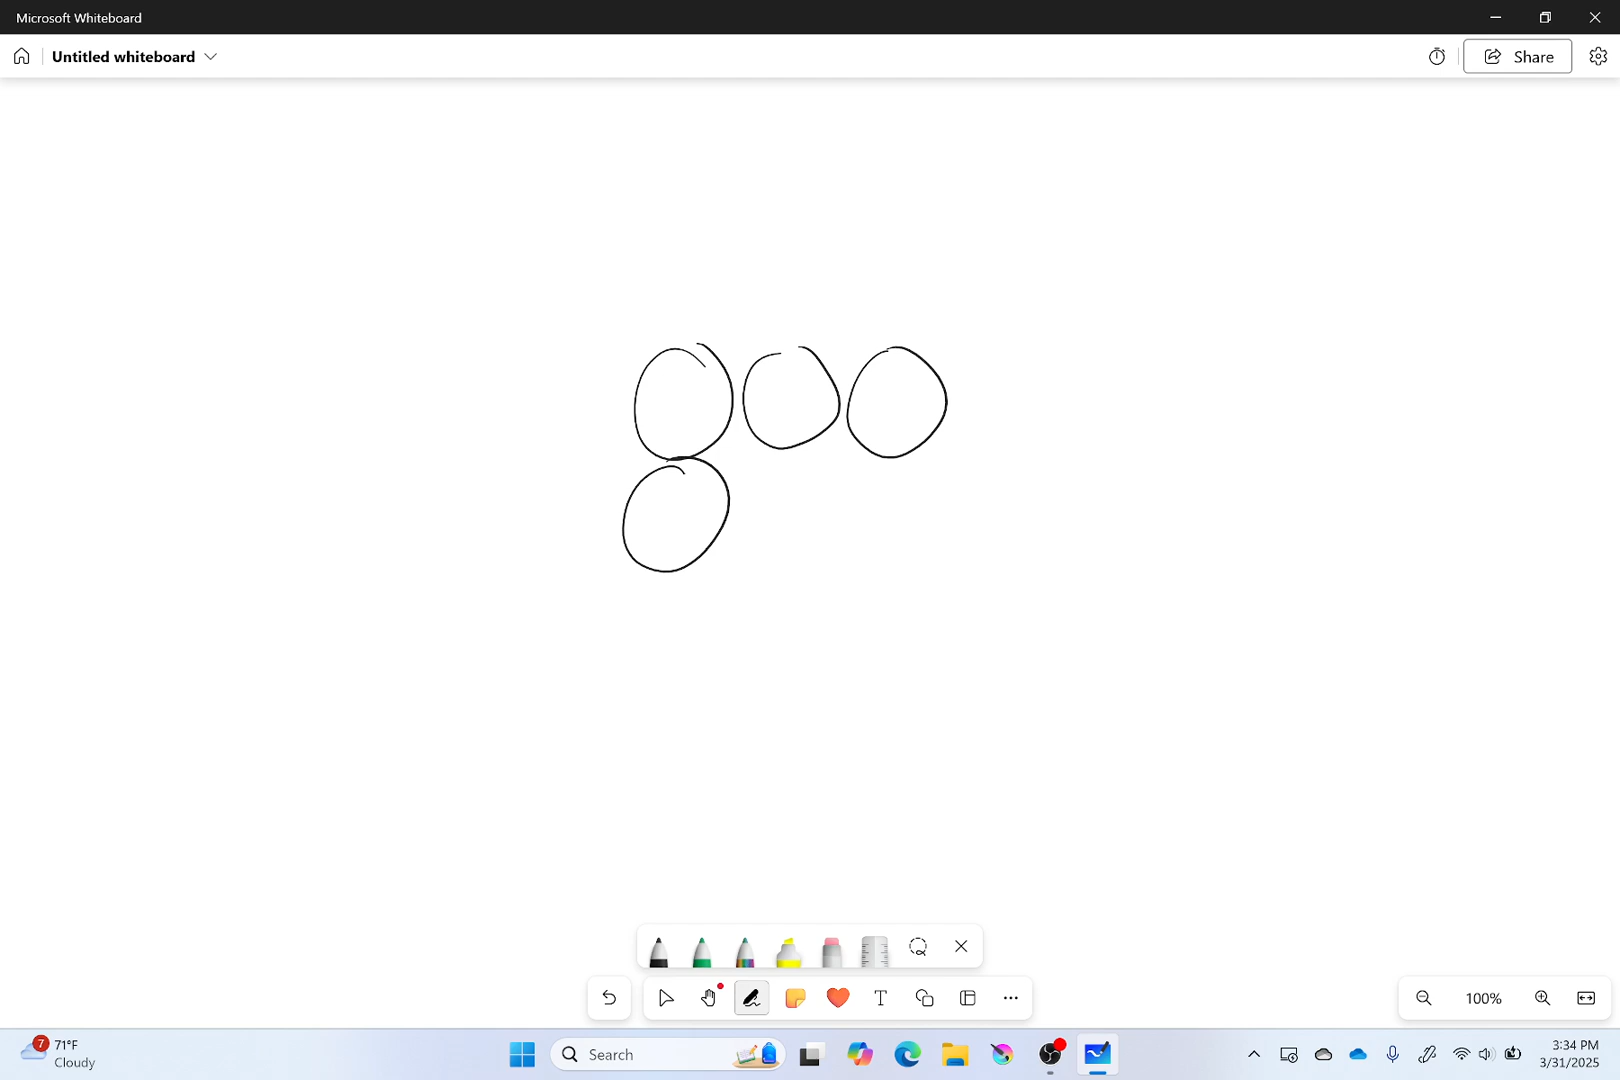 Microsoft Whiteboard
Untitled whiteboard
Share
T
100%
7
71°F
Cloudy
Search
3:34 PM
3/31/2025